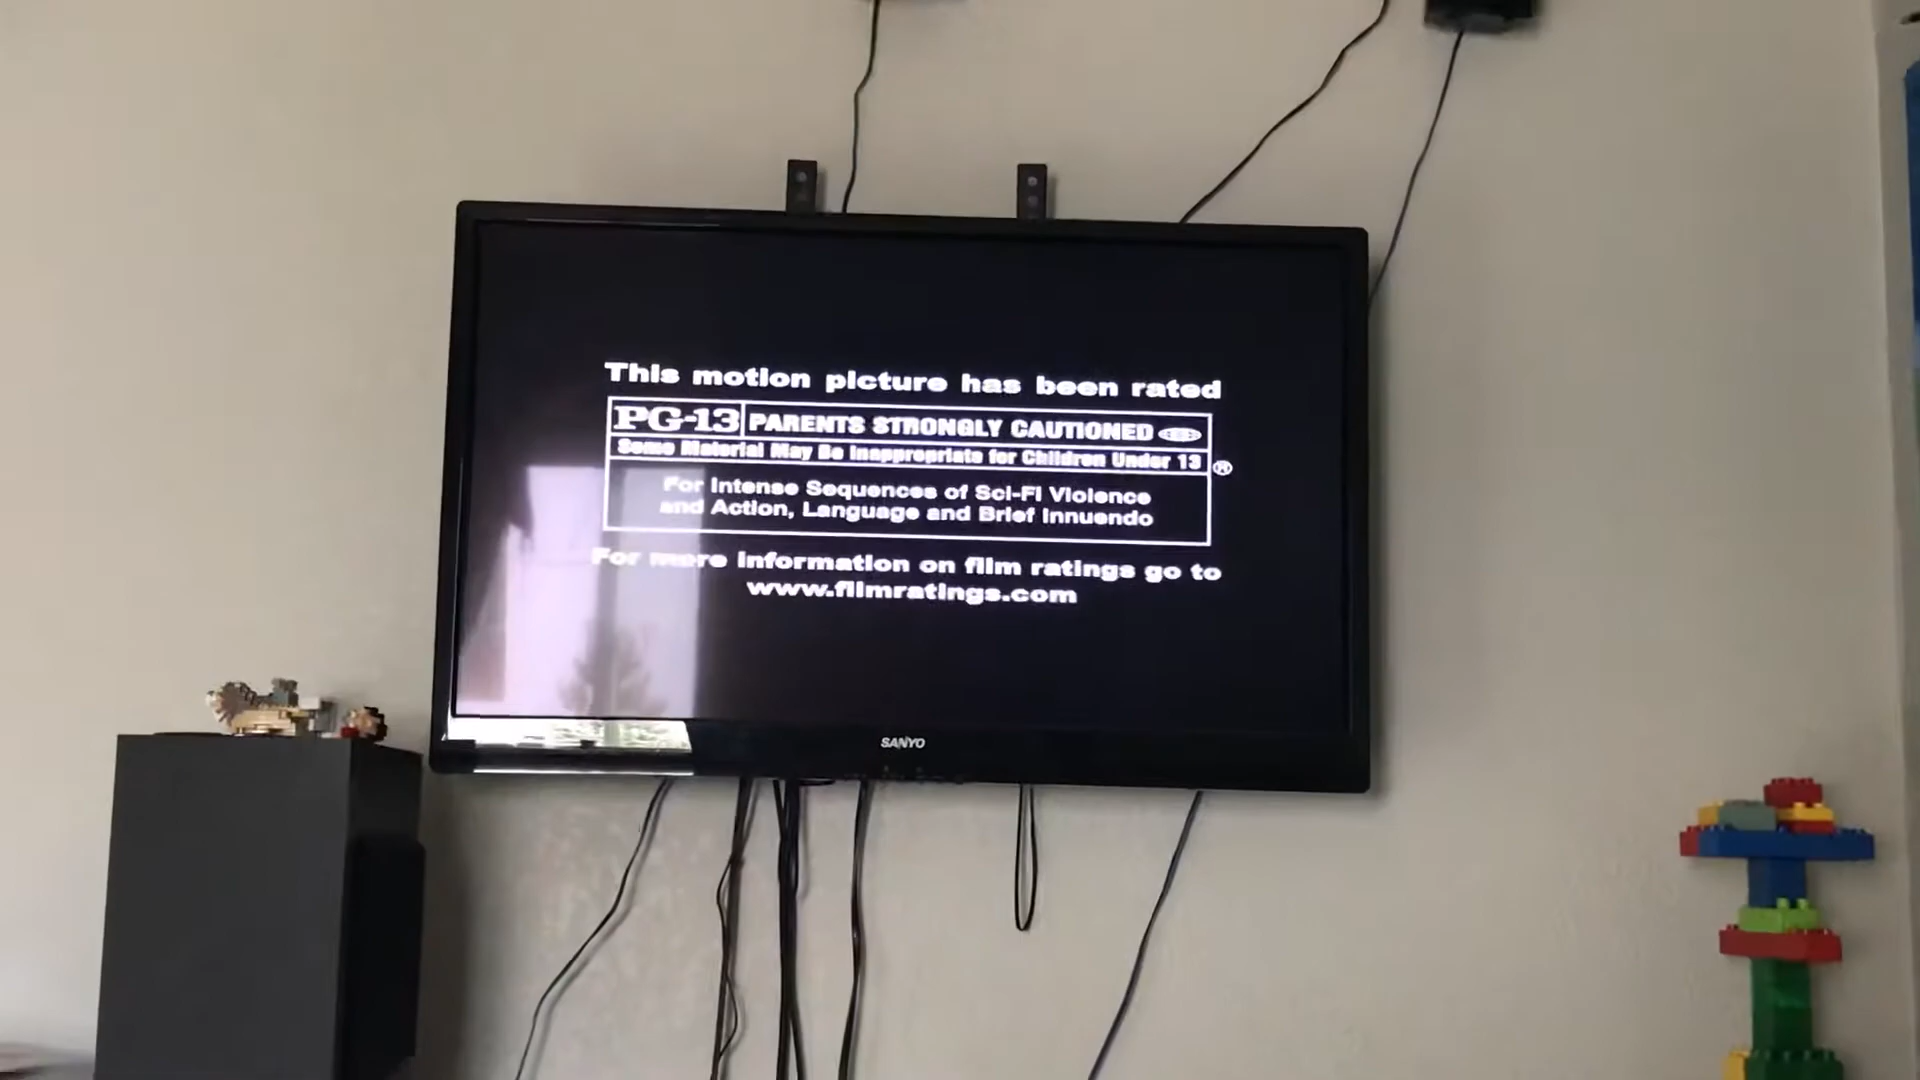 This motion picture has been rated
PG-13 PARENTS STRONGLY CAUTIONED
Some Material May Be Inappropriate for Children Under 13 ®
For Intense Sequences of Sci-Fi Violence
and Action, Language and Brief Innuendo
For more information on film ratings go to
www.filmratings.com
SANYO